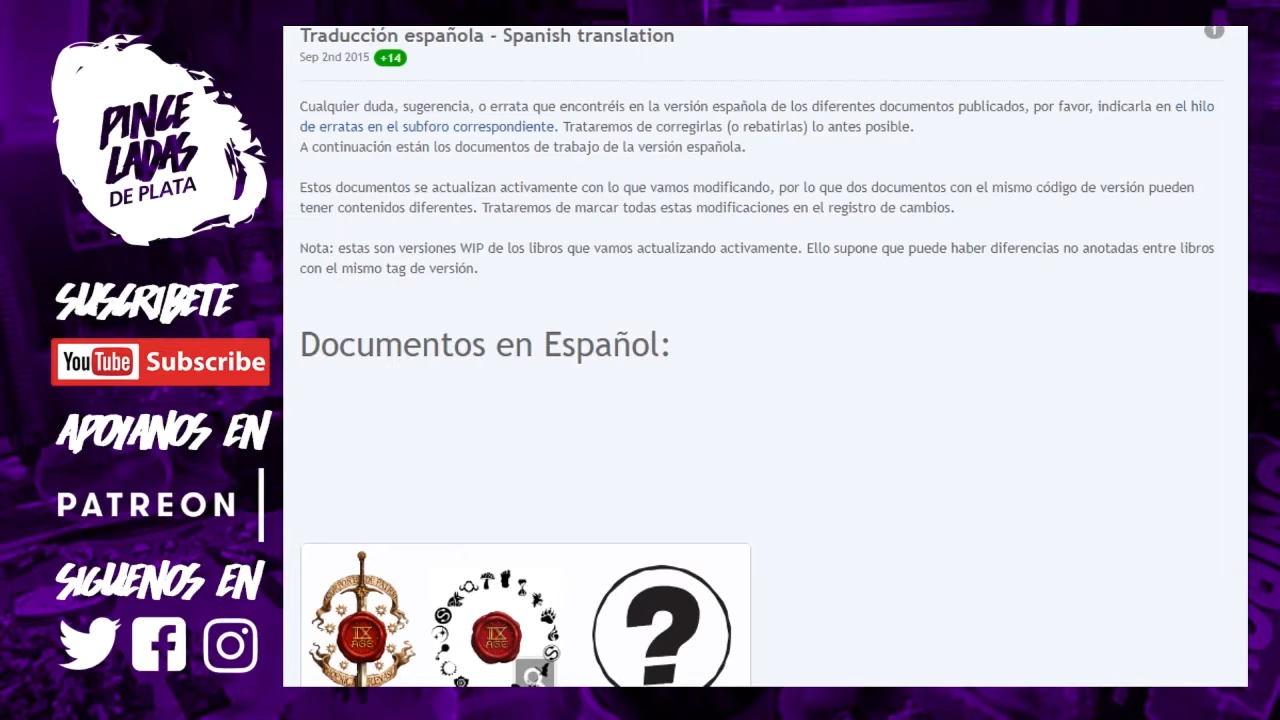 PINCE
LADAS
DE PLATA
SUSCRIBETE
YouTube Subscribe
APOYANOS EN
PATREON
SIGUENOS EN
Traducción española - Spanish translation
1
Sep 2nd 2015 +14
Cualquier duda, sugerencia, o errata que encontréis en la versión española de los diferentes documentos publicados, por favor, indicarla en el hilo
de erratas en el subforo correspondiente. Trataremos de corregirlas (o rebatirlas) lo antes posible.
A continuación están los documentos de trabajo de la versión española.
Estos documentos se actualizan activamente con lo que vamos modificando, por lo que dos documentos con el mismo código de versión pueden
tener contenidos diferentes. Trataremos de marcar todas estas modificaciones en el registro de cambios.
Nota: estas son versiones WIP de los libros que vamos actualizando activamente. Ello supone que puede haber diferencias no anotadas entre libros
con el mismo tag de versión.
Documentos en Español:
IX
AGE
IX
AGE
?